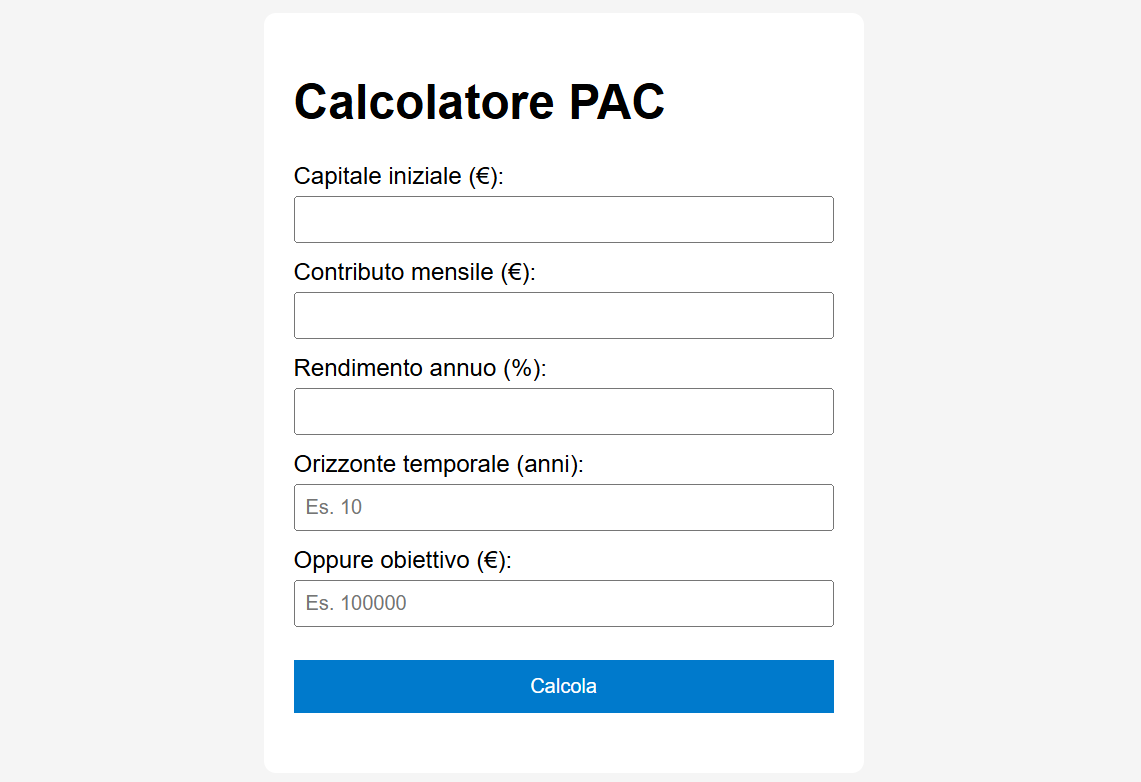 Calcolatore PAC
Capitale iniziale (€):
Contributo mensile (€):
Rendimento annuo (%):
Orizzonte temporale (anni):
Es. 10
Oppure obiettivo (€):
Es. 100000
Calcola